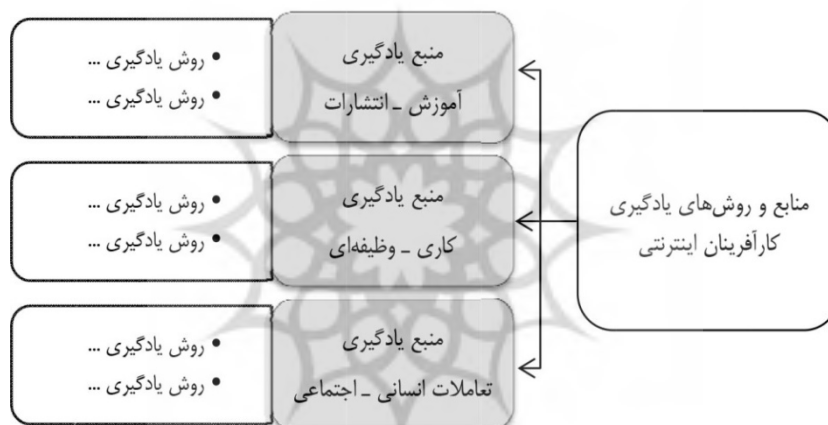 منابع و روش‌های یادگیری
کارآفرینان اینترنتی
منبع یادگیری
آموزش ـ انتشارات
• روش یادگیری ...
• روش یادگیری ...
منبع یادگیری
کاری ـ وظیفه‌ای
• روش یادگیری ...
• روش یادگیری ...
منبع یادگیری
تعاملات انسانی ـ اجتماعی
• روش یادگیری ...
• روش یادگیری ...